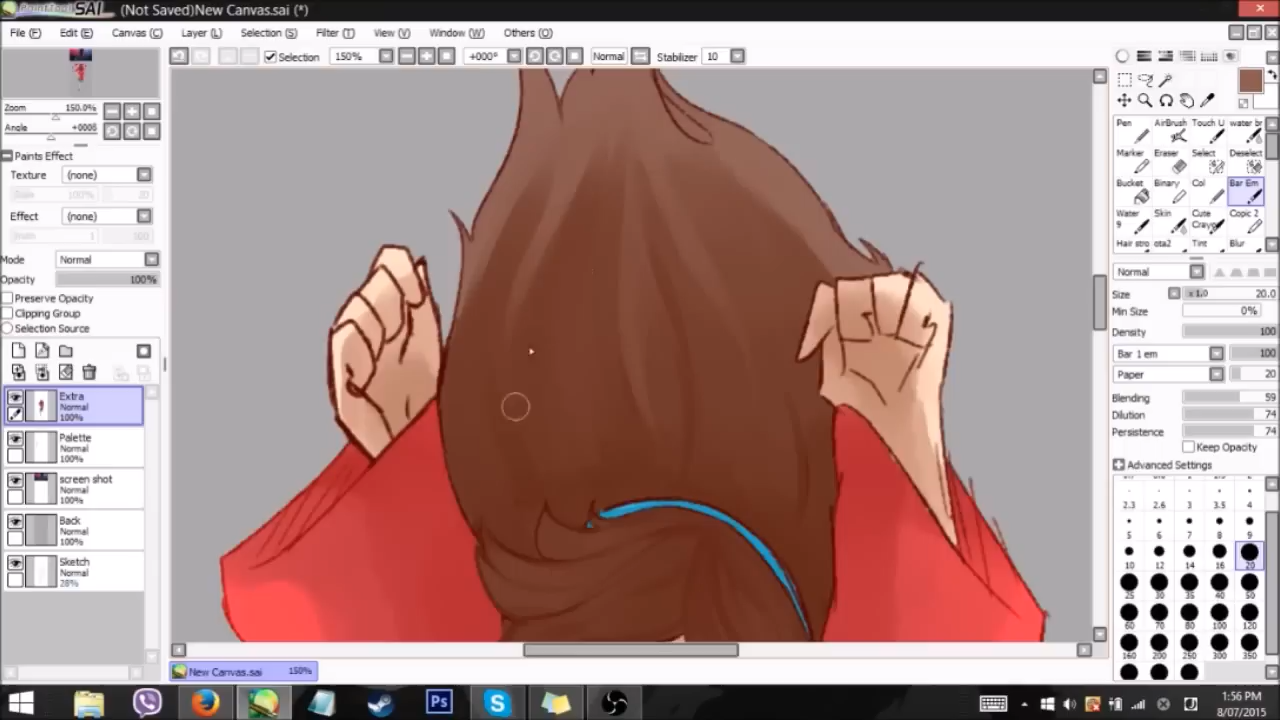 PaintTool SAI (Not Saved)New Canvas.sai (*)
File (F) Edit (E) Canvas (C) Layer (L) Selection (S) Filter (T) View (V) Window (W) Others (O)
Selection 150% +000° Normal Stabilizer 10
Zoom 150.0%
Angle +0006
Paints Effect
Texture (none)
100% 20
Effect (none)
1 100
Mode Normal
Opacity 100%
Preserve Opacity
Clipping Group
Selection Source
Extra
Normal
100%
Palette
Normal
100%
screen shot
Normal
100%
Back
Normal
100%
Sketch
Normal
28%
Pen AirBrush Touch U water br
Marker Eraser Select Deselect
Bucket Binary Col Bar Em
Water 9 Skin Cute Crayo Copic 2
Hair stro ota2 Tint Blur
Normal
Size x 1.0 20.0
Min Size 0%
Density 100
Bar 1 em 100
Paper 20
Blending 59
Dilution 74
Persistence 74
Keep Opacity
Advanced Settings
2.3 2.6 3 3.5 4
5 6 7 8 9
10 12 14 16 20
25 30 35 40 50
60 70 80 100 120
160 200 250 300 350
New Canvas.sai 150%
Ps
1:56 PM
8/07/2015